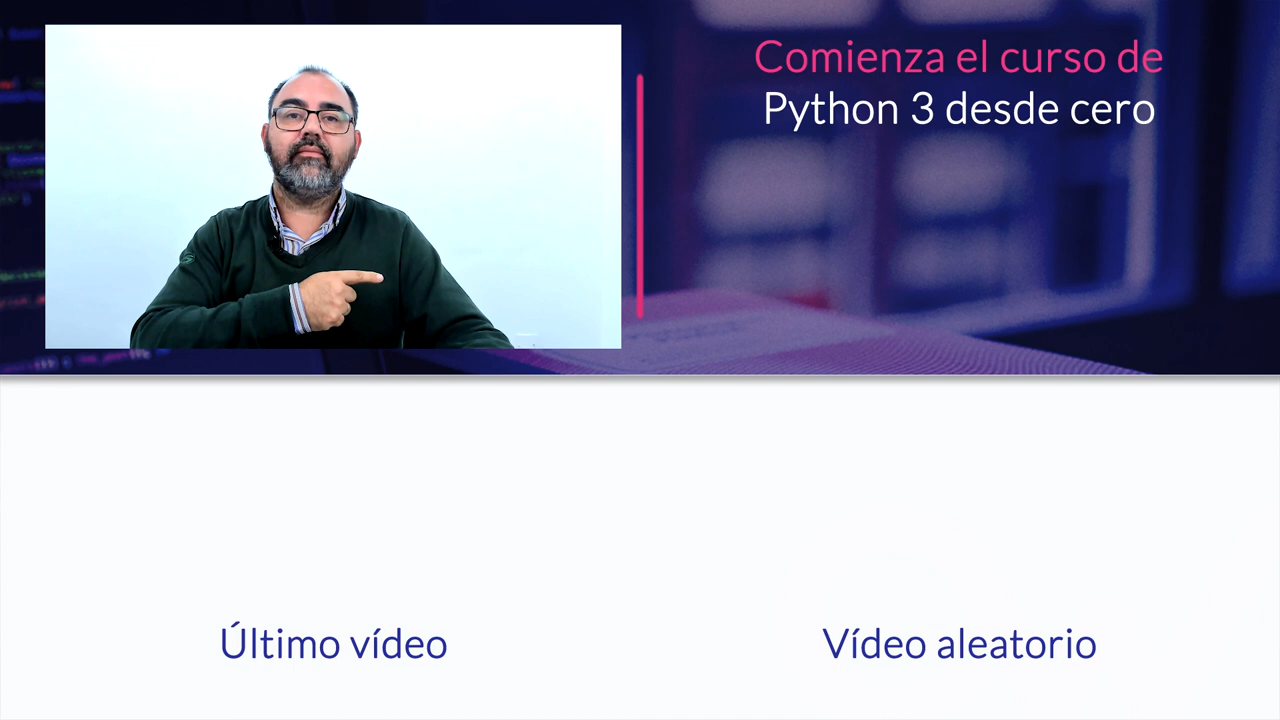 Comienza el curso de
Python 3 desde cero
Último vídeo
Vídeo aleatorio